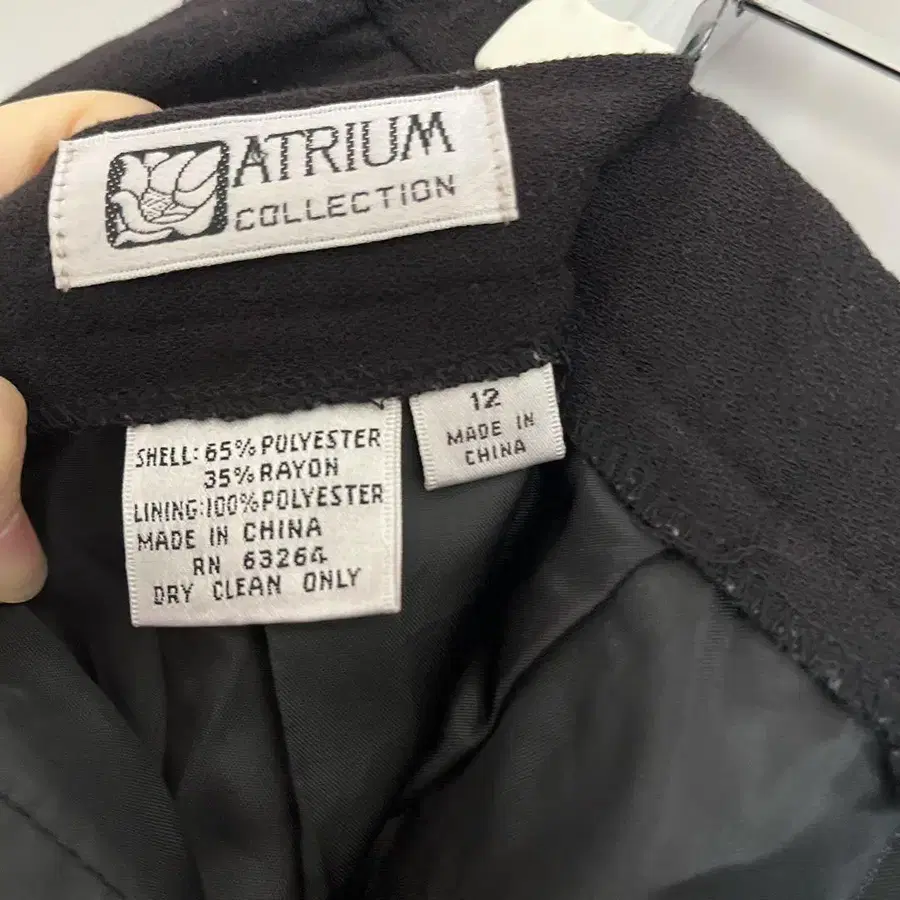 ATRIUM
COLLECTION
12
MADE IN
CHINA
SHELL: 65% POLYESTER
35% RAYON
LINING: 100% POLYESTER
MADE IN CHINA
RN 63264
DRY CLEAN ONLY